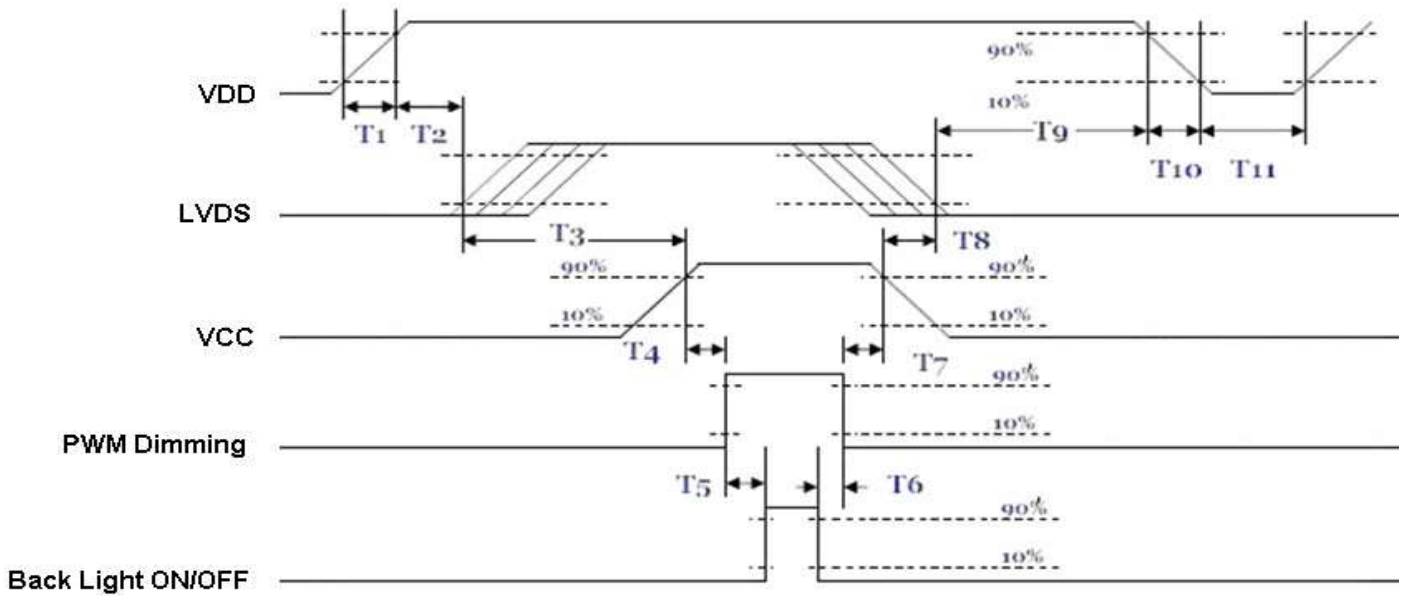 90%
VDD
10%
T1 T2 T9
T10 T11
LVDS
T3 T8
90% 90%
10% 10%
VCC
T4 T7
90%
10%
PWM Dimming
T5 T6
90%
10%
Back Light ON/OFF